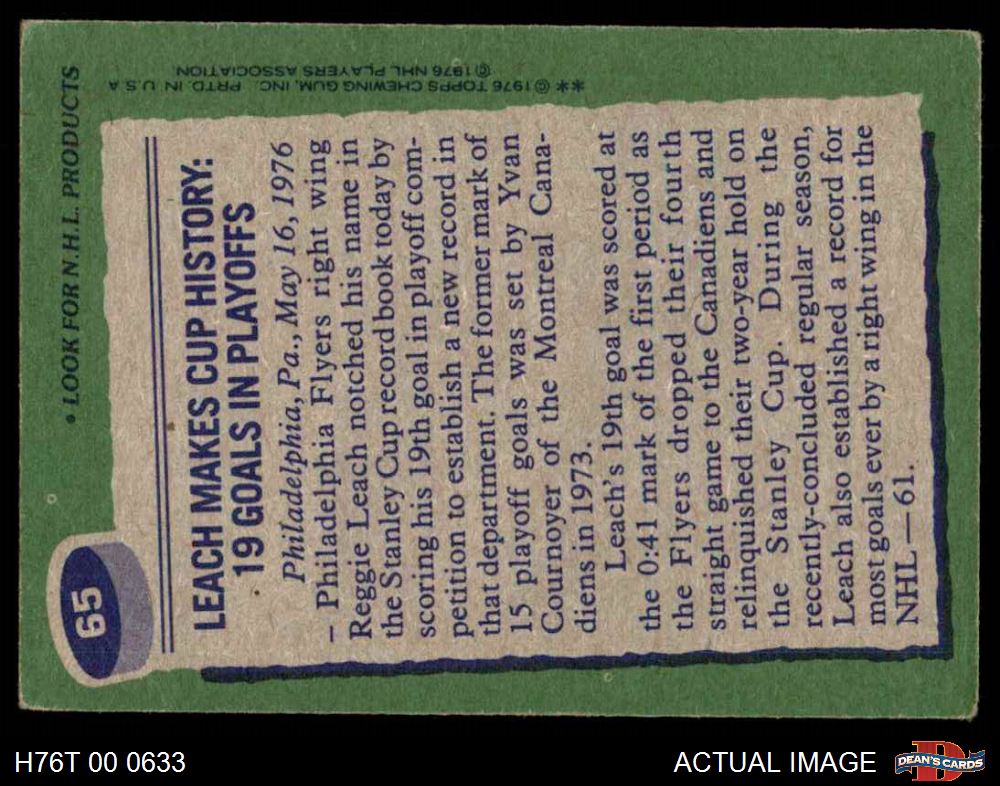 • LOOK FOR N.H.L. PRODUCTS
** © 1976 TOPPS CHEWING GUM, INC. PRTD. IN U S A
© 1976 NHL PLAYERS ASSOCIATION
65
LEACH MAKES CUP HISTORY:
19 GOALS IN PLAYOFFS
Philadelphia, Pa., May 16, 1976
– Philadelphia Flyers right wing
Reggie Leach notched his name in
the Stanley Cup record book today by
scoring his 19th goal in playoff com-
petition to establish a new record in
that department. The former mark of
15 playoff goals was set by Yvan
Cournoyer of the Montreal Cana-
diens in 1973.
Leach's 19th goal was scored at
the 0:41 mark of the first period as
the Flyers dropped their fourth
straight game to the Canadiens and
relinquished their two-year hold on
the Stanley Cup. During the
recently-concluded regular season,
Leach also established a record for
most goals ever by a right wing in the
NHL—61.
H76T 00 0633
ACTUAL IMAGE
D
DEAN'S CARDS